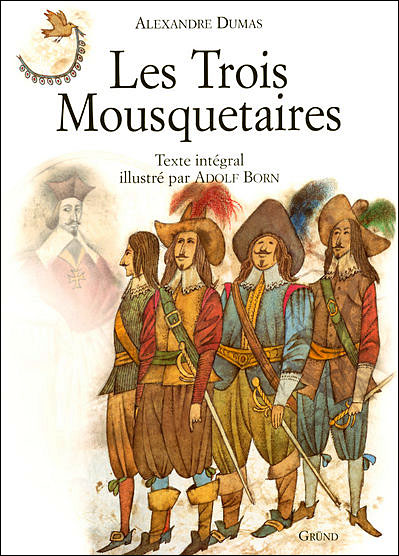 ALEXANDRE DUMAS
Les Trois
Mousquetaires
Texte intégral
illustré par ADOLF BORN
GRÜND